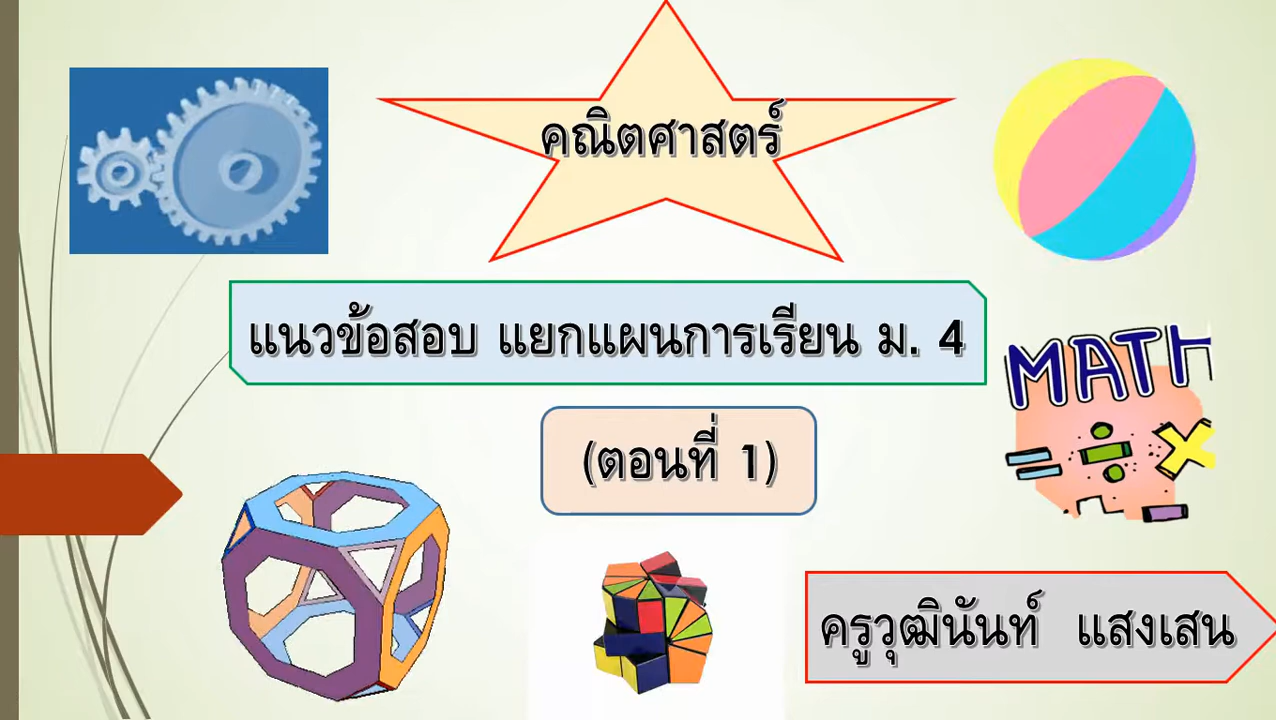 คณิตศาสตร์
แนวข้อสอบ แยกแผนการเรียน ม. 4
(ตอนที่ 1)
MATH
ครูวุฒินันท์ แสงเสน